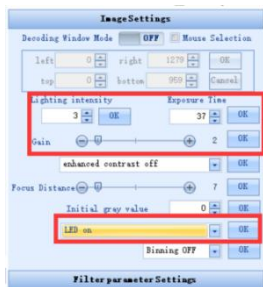 ImageSettings
Decoding Window Mode OFF Mouse Selection
left 0 right 1279 OK
top 0 bottom 959 Cancel
Lighting intensity Exposure Time
3 OK 37 OK
Gain 2 OK
enhanced contrast off OK
Focus Distance 7 OK
Initial gray value 0 OK
LED on OK
Binning OFF OK
Filter parameter Settings